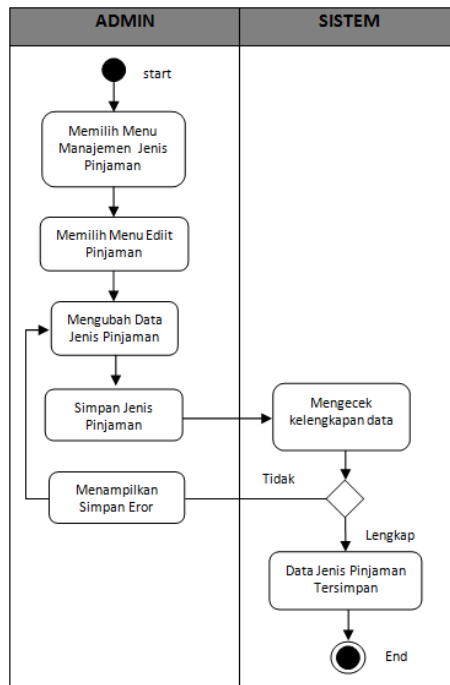 ADMIN
SISTEM
start
Memilih Menu
Manajemen Jenis
Pinjaman
Memilih Menu Ediit
Pinjaman
Mengubah Data
Jenis Pinjaman
Simpan Jenis
Pinjaman
Mengecek
kelengkapan data
Tidak
Menampilkan
Simpan Eror
Lengkap
Data Jenis Pinjaman
Tersimpan
End